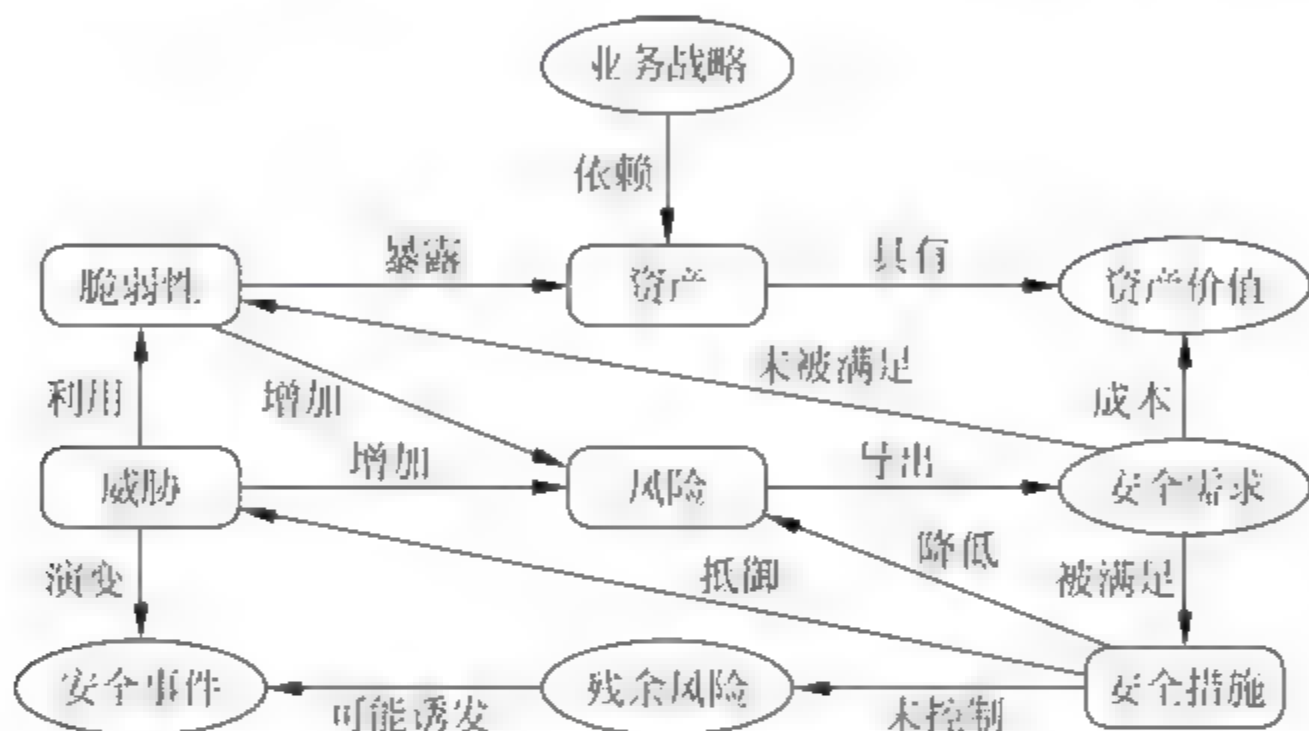 业务战略
依赖
脆弱性
暴露
资产
具有
资产价值
未被满足
利用
增加
成本
威胁
增加
风险
导出
安全需求
演变
抵御
降低
被满足
安全事件
可能诱发
残余风险
未控制
安全措施